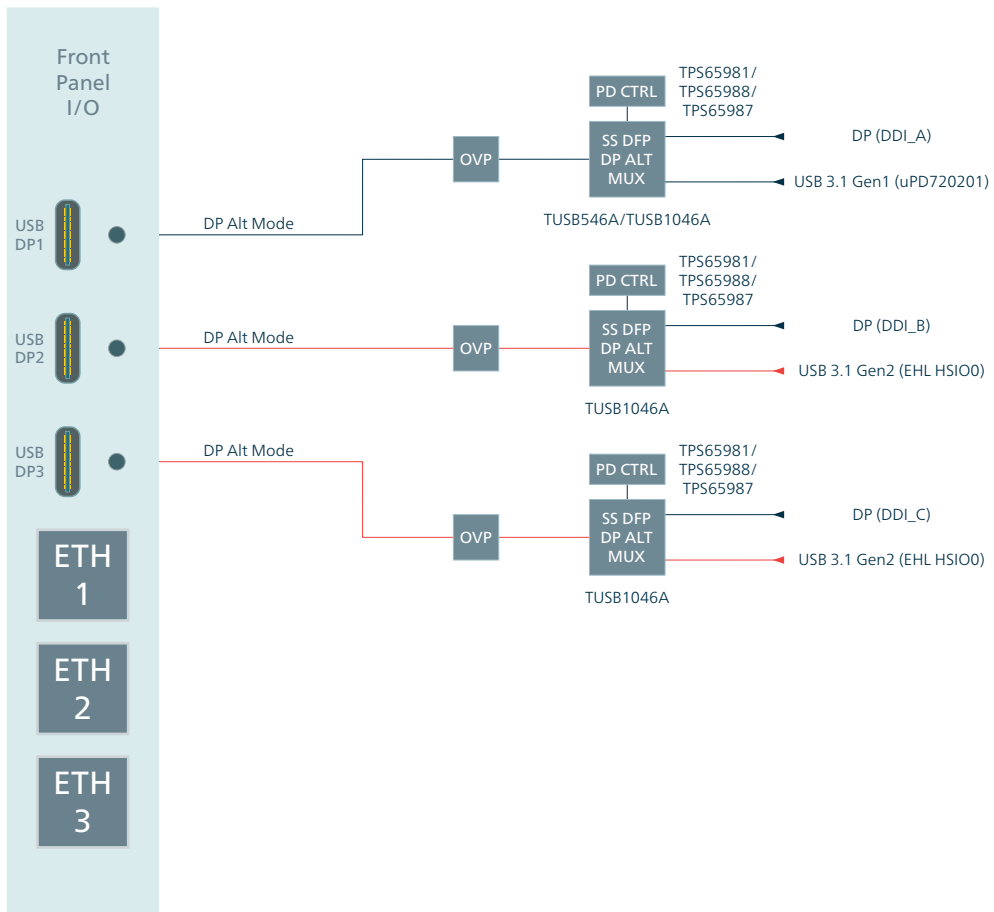 Front
Panel
I/O
USB
DP1
DP Alt Mode
OVP
PD CTRL
TPS65981/
TPS65988/
TPS65987
SS DFP
DP ALT
MUX
DP (DDI_A)
USB 3.1 Gen1 (uPD720201)
TUSB546A/TUSB1046A
USB
DP2
DP Alt Mode
OVP
PD CTRL
TPS65981/
TPS65988/
TPS65987
SS DFP
DP ALT
MUX
DP (DDI_B)
USB 3.1 Gen2 (EHL HSIO0)
TUSB1046A
USB
DP3
DP Alt Mode
OVP
PD CTRL
TPS65981/
TPS65988/
TPS65987
SS DFP
DP ALT
MUX
DP (DDI_C)
USB 3.1 Gen2 (EHL HSIO0)
TUSB1046A
ETH
1
ETH
2
ETH
3